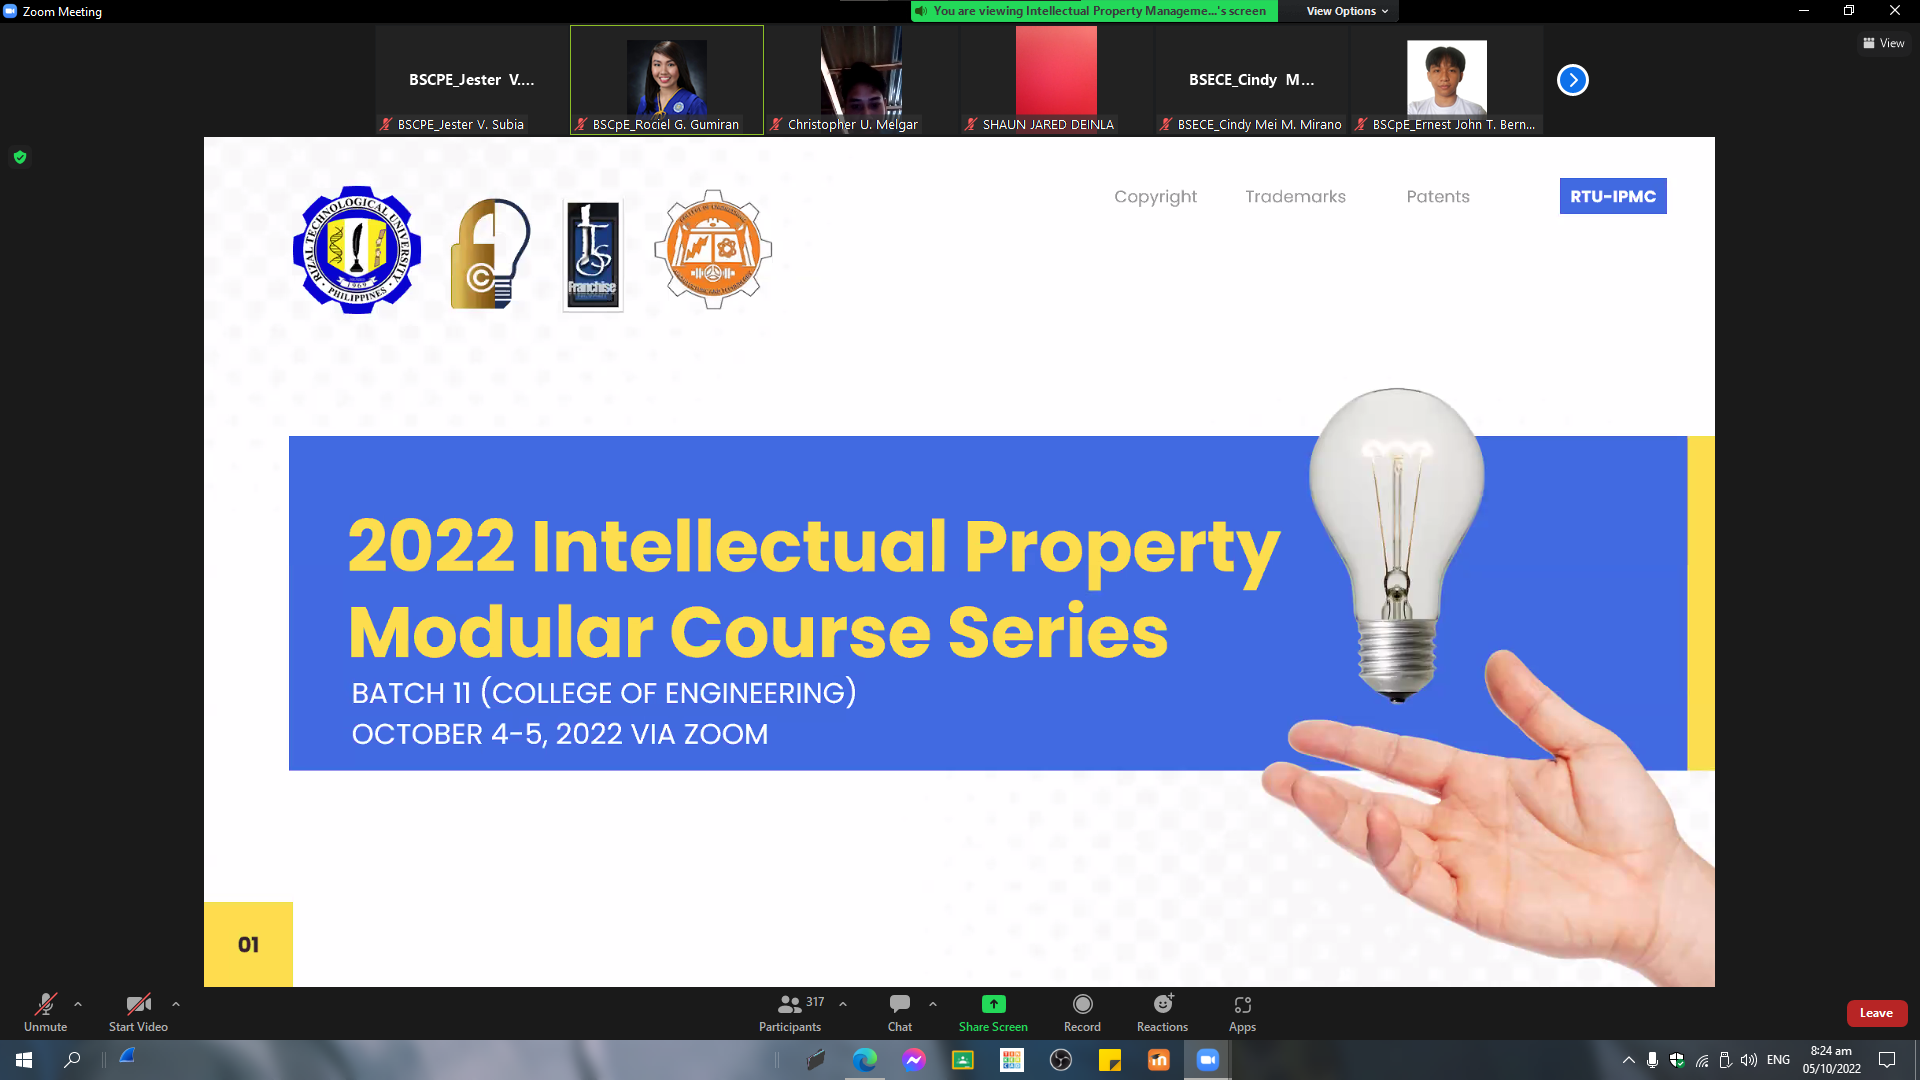 Zoom Meeting
You are viewing Intellectual Property Manageme...'s screen
View Options
View
BSCPE_Jester V....
BSECE_Cindy M...
BSCPE_Jester V. Subia
BSCpE_Rociel G. Gumiran
Christopher U. Melgar
SHAUN JARED DEINLA
BSECE_Cindy Mei M. Mirano
BSCpE_Ernest John T. Bern...
RIZAL TECHNOLOGICAL UNIVERSITY
1969
PHILIPPINES
Franchise
Copyright
Trademarks
Patents
RTU-IPMC
2022 Intellectual Property
Modular Course Series
BATCH 11 (COLLEGE OF ENGINEERING)
OCTOBER 4-5, 2022 VIA ZOOM
01
317
Unmute
Start Video
Participants
Chat
Share Screen
Record
Reactions
Apps
Leave
ENG
8:24 am
05/10/2022